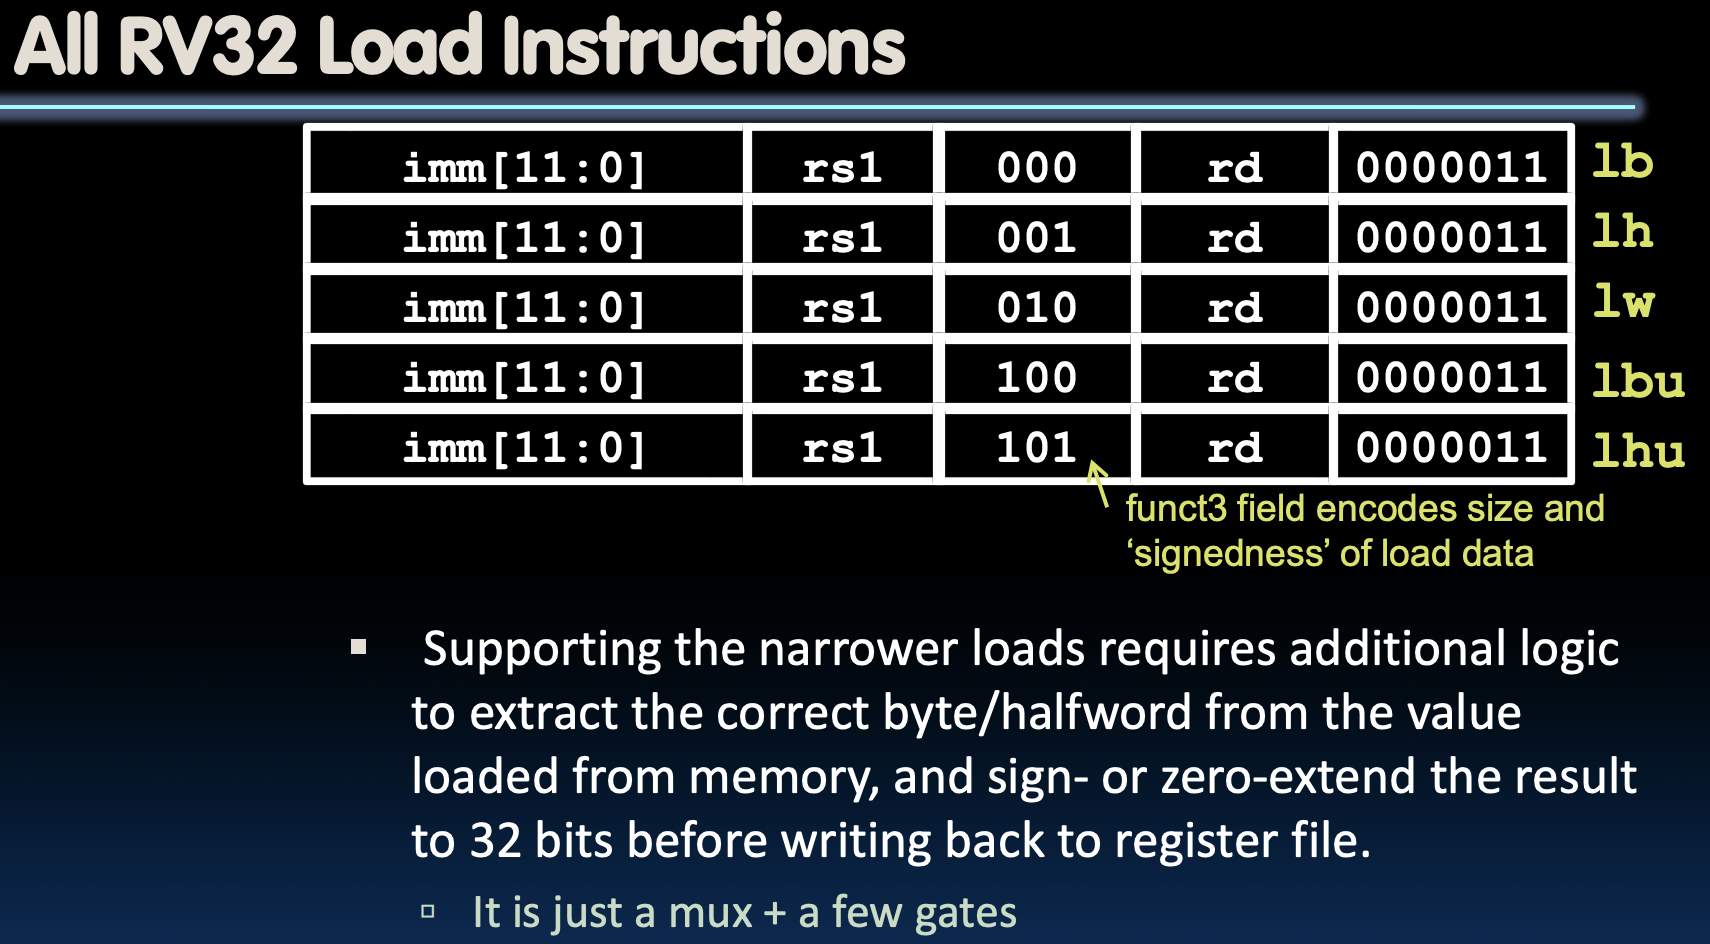 All RV32 Load Instructions
imm[11:0] rs1 000 rd 0000011 lb
imm[11:0] rs1 001 rd 0000011 lh
imm[11:0] rs1 010 rd 0000011 lw
imm[11:0] rs1 100 rd 0000011 lbu
imm[11:0] rs1 101 rd 0000011 lhu
funct3 field encodes size and
‘signedness’ of load data
Supporting the narrower loads requires additional logic
to extract the correct byte/halfword from the value
loaded from memory, and sign- or zero-extend the result
to 32 bits before writing back to register file.
It is just a mux + a few gates